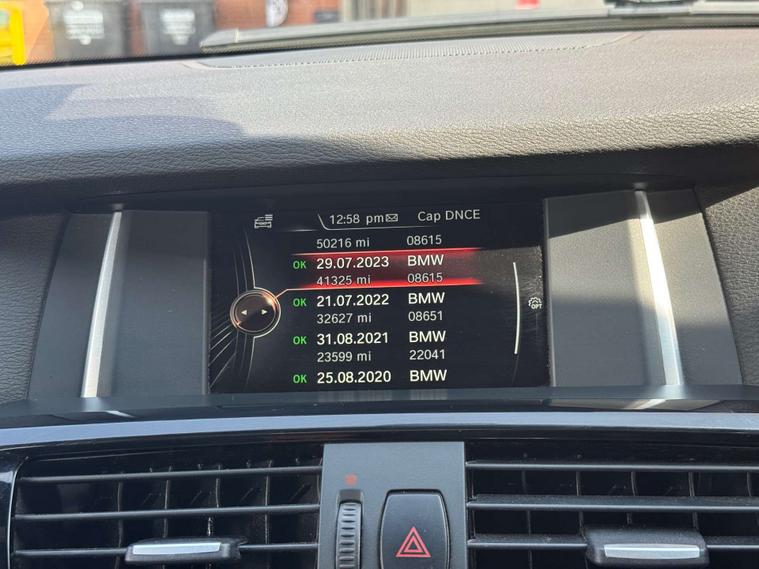 12:58 pm Cap DNCE
50216 mi 08615
OK 29.07.2023 BMW
41325 mi 08615
OK 21.07.2022 BMW
32627 mi 08651
OK 31.08.2021 BMW
23599 mi 22041
OK 25.08.2020 BMW
OPT